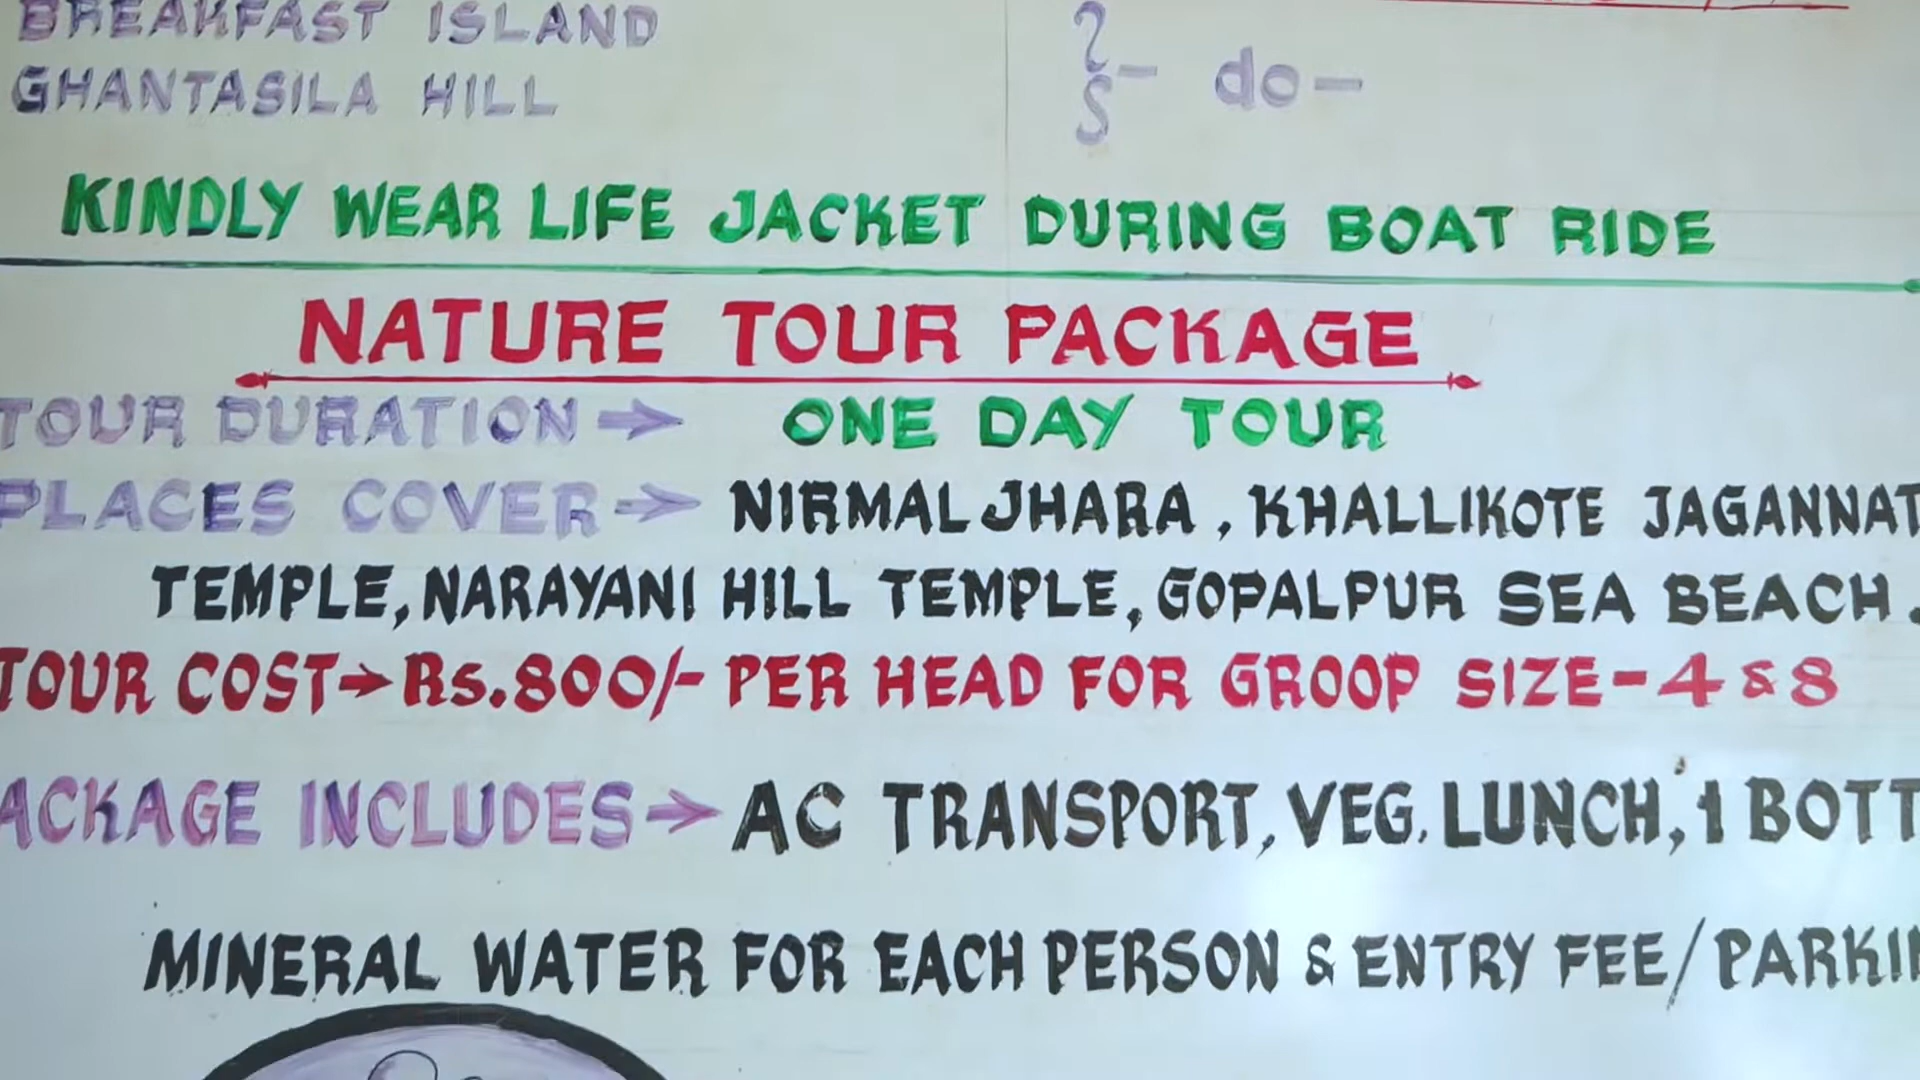 BREAKFAST ISLAND
GHANTASILA HILL - do -
KINDLY WEAR LIFE JACKET DURING BOAT RIDE
NATURE TOUR PACKAGE
TOUR DURATION → ONE DAY TOUR
PLACES COVER → NIRMAL JHARA, KHALLIKOTE JAGANNAT
TEMPLE, NARAYANI HILL TEMPLE, GOPALPUR SEA BEACH.
TOUR COST → Rs.800/- PER HEAD FOR GROOP SIZE - 4 & 8
ACKAGE INCLUDES → AC TRANSPORT, VEG. LUNCH, 1 BOTT
MINERAL WATER FOR EACH PERSON & ENTRY FEE/PARKIN